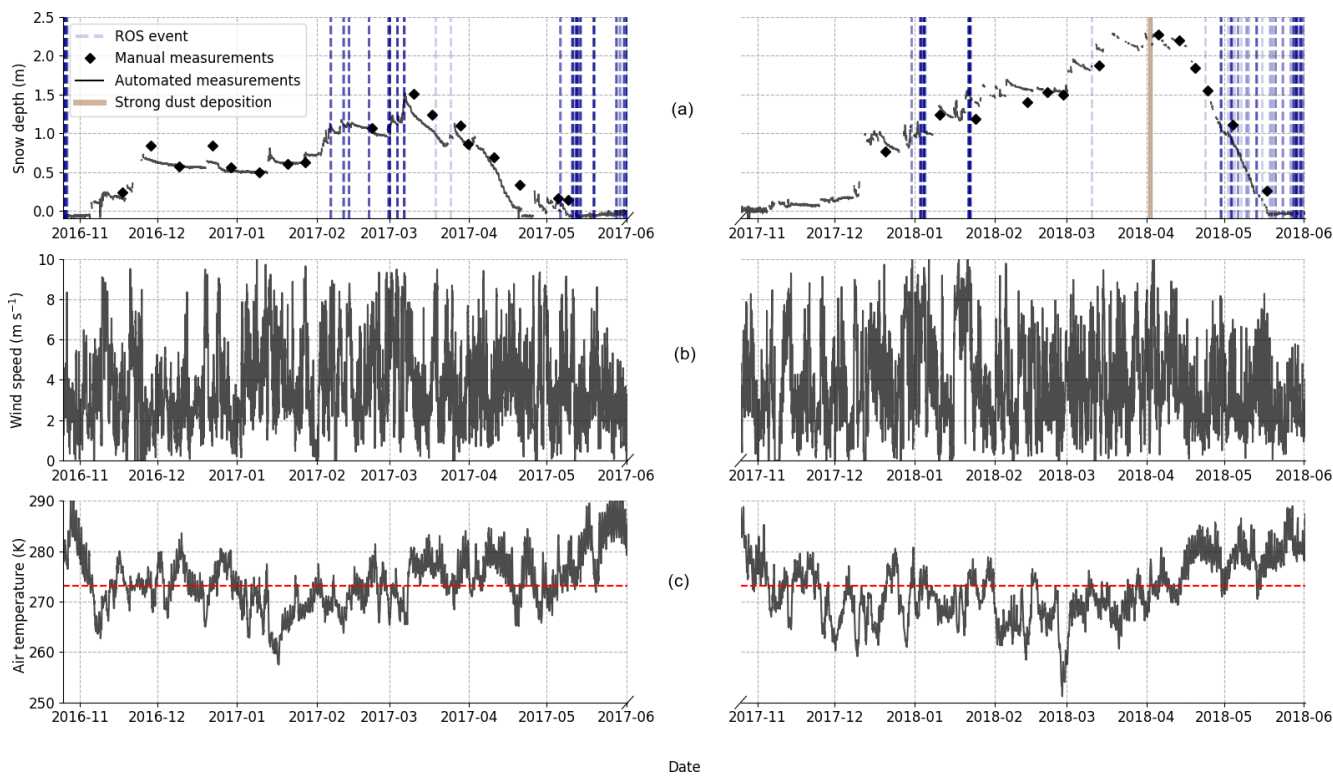 2.5
2.0
1.5
1.0
0.5
0.0
Snow depth (m)
ROS event
Manual measurements
Automated measurements
Strong dust deposition
(a)
2016-11 2016-12 2017-01 2017-02 2017-03 2017-04 2017-05 2017-06
2017-11 2017-12 2018-01 2018-02 2018-03 2018-04 2018-05 2018-06
10
8
6
4
2
0
Wind speed (m s⁻¹)
(b)
2016-11 2016-12 2017-01 2017-02 2017-03 2017-04 2017-05 2017-06
2017-11 2017-12 2018-01 2018-02 2018-03 2018-04 2018-05 2018-06
290
280
270
260
250
Air temperature (K)
(c)
2016-11 2016-12 2017-01 2017-02 2017-03 2017-04 2017-05 2017-06
2017-11 2017-12 2018-01 2018-02 2018-03 2018-04 2018-05 2018-06
Date